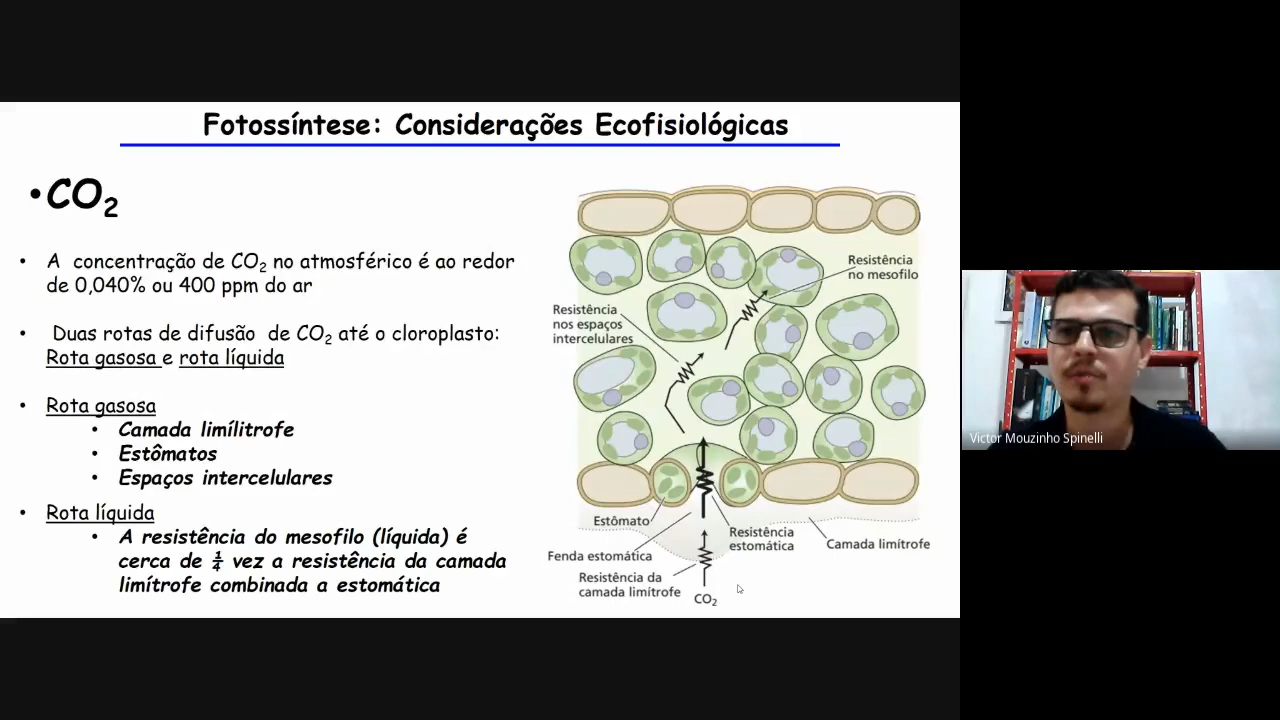 Fotossíntese: Considerações Ecofisiológicas
•CO₂
• A concentração de CO₂ no atmosférico é ao redor
de 0,040% ou 400 ppm do ar
• Duas rotas de difusão de CO₂ até o cloroplasto:
Rota gasosa e rota líquida
• Rota gasosa
• Camada limílitrofe
• Estômatos
• Espaços intercelulares
• Rota líquida
• A resistência do mesofilo (líquida) é
cerca de ¼ vez a resistência da camada
limítrofe combinada a estomática
Resistência
no mesofilo
Resistência
nos espaços
intercelulares
Estômato
Fenda estomática
Resistência da
camada limítrofe
CO₂
Resistência
estomática
Camada limítrofe
Victor Mouzinho Spinelli